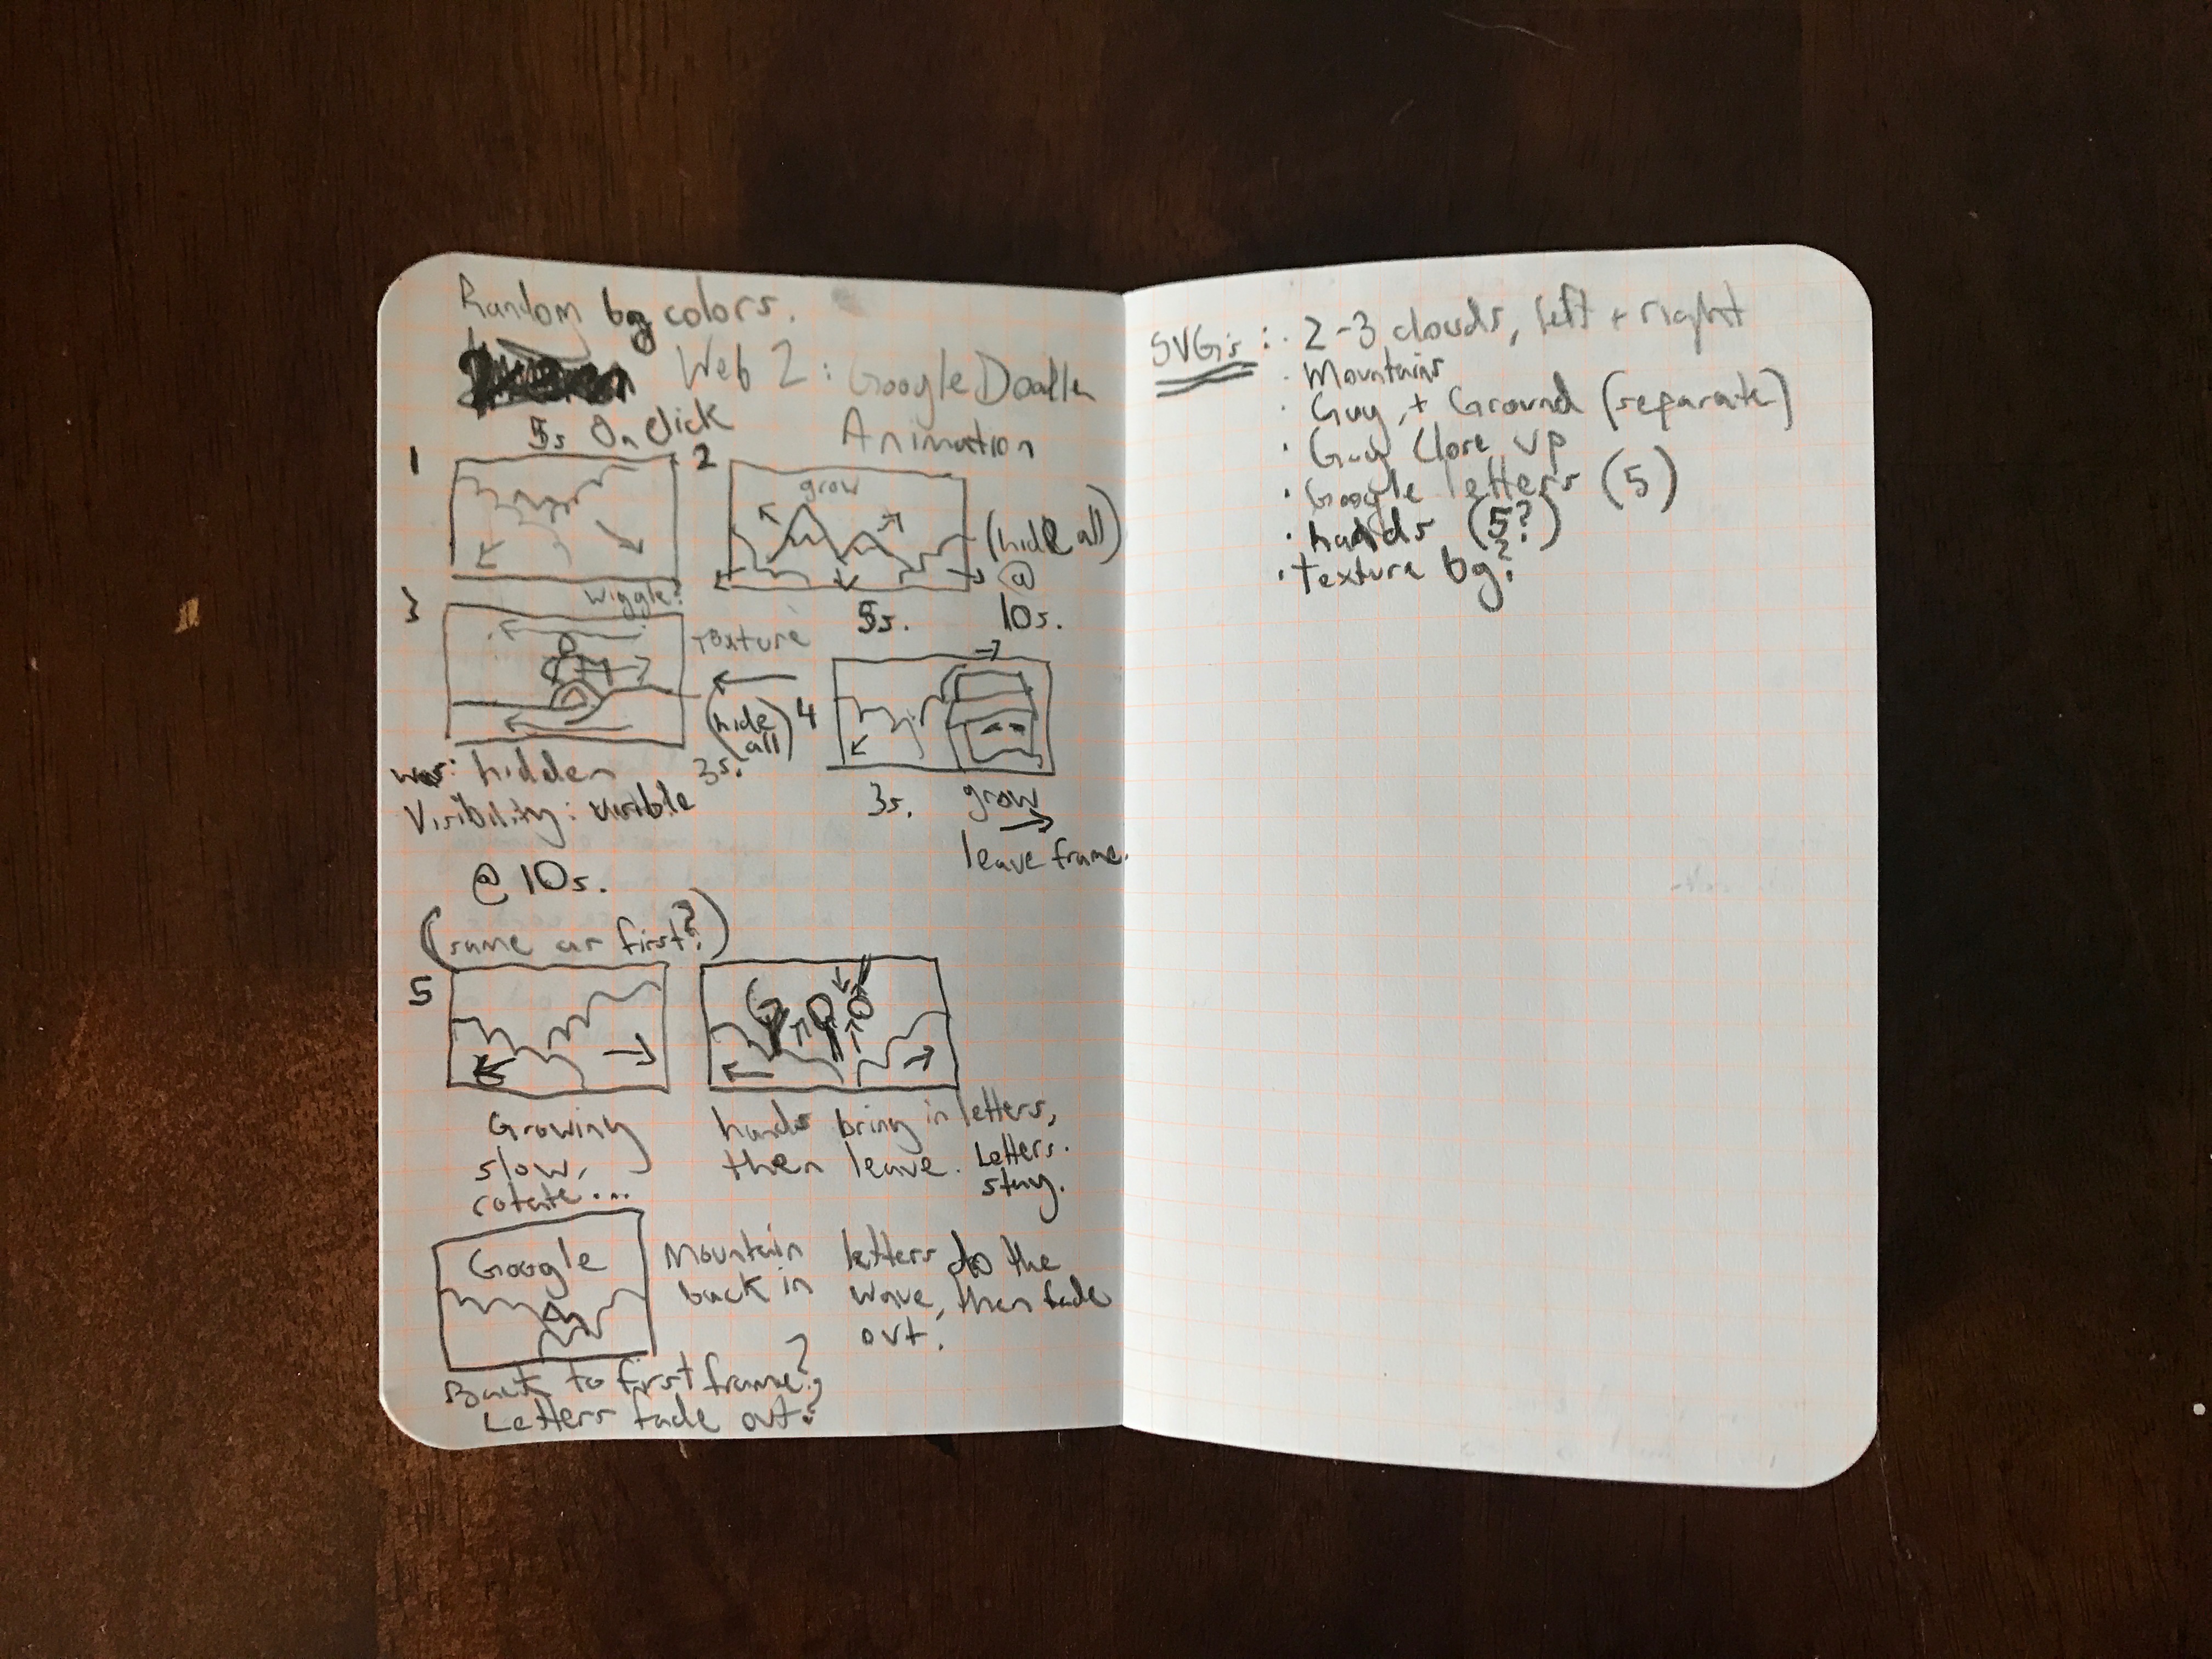 Random bg colors.
Web 2: Google Doodle
Animation
5s On Click
1
2
grow
(hide all)
@
5s.
10s.
3
wiggle?
Texture
(hide
all)
3s.
was: hidden
Visibility: visible
@ 10s.
4
3s.
grow
leave frame.
(same as first?)
5
Growing
slow,
rotate...
G O O
hands bring in letters,
then leave. Letters.
stay.
Google
Mountain
back in
letters do the
wave, then fade
out.
Back to first frame?
Letters fade out?
SVG's: · 2-3 clouds, left + right
· Mountains
· Guy, + Ground (separate)
· Guy Close up
· Google letters (5)
· hands (5?)
· texture bg?